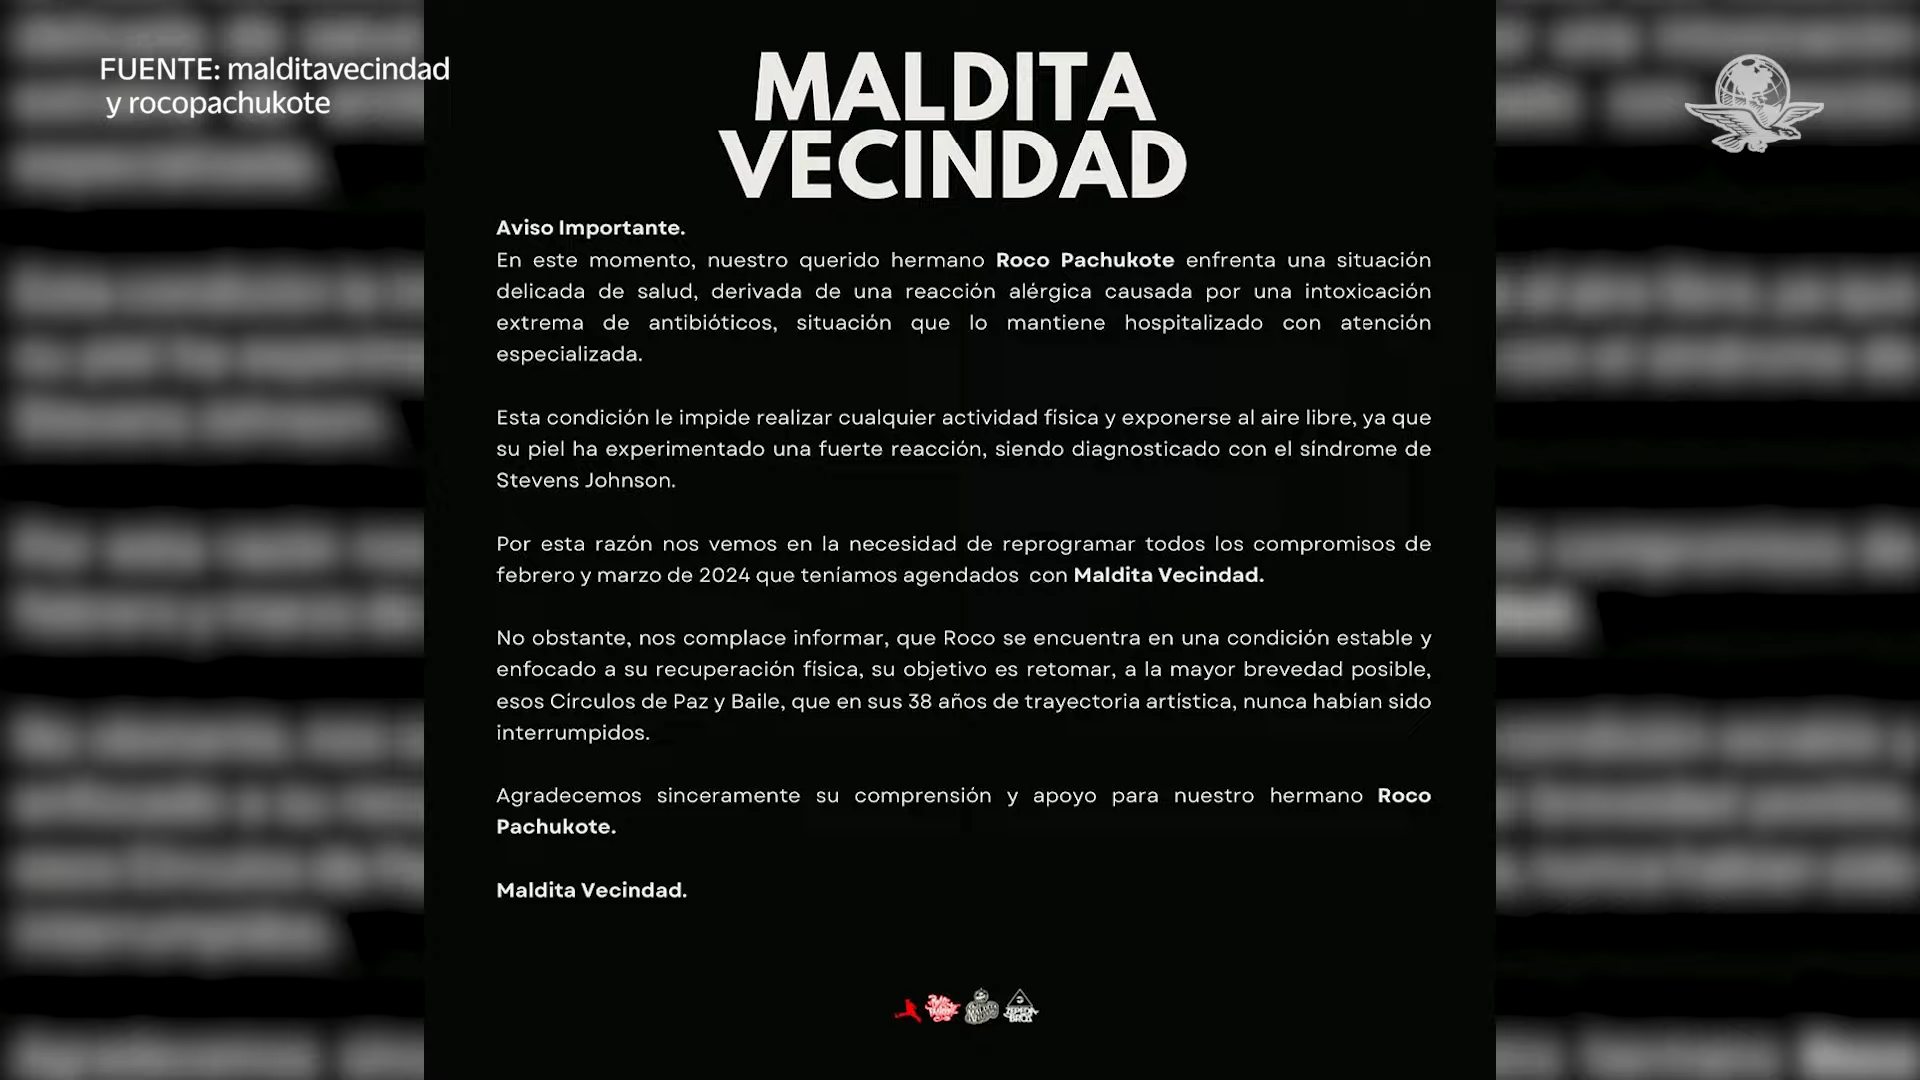 FUENTE: malditavecindad
y rocopachukote
MALDITA
VECINDAD
Aviso Importante.
En este momento, nuestro querido hermano Roco Pachukote enfrenta una situación
delicada de salud, derivada de una reacción alérgica causada por una intoxicación
extrema de antibióticos, situación que lo mantiene hospitalizado con atención
especializada.
Esta condición le impide realizar cualquier actividad física y exponerse al aire libre, ya que
su piel ha experimentado una fuerte reacción, siendo diagnosticado con el síndrome de
Stevens Johnson.
Por esta razón nos vemos en la necesidad de reprogramar todos los compromisos de
febrero y marzo de 2024 que teníamos agendados con Maldita Vecindad.
No obstante, nos complace informar, que Roco se encuentra en una condición estable y
enfocado a su recuperación física, su objetivo es retomar, a la mayor brevedad posible,
esos Círculos de Paz y Baile, que en sus 38 años de trayectoria artística, nunca habían sido
interrumpidos.
Agradecemos sinceramente su comprensión y apoyo para nuestro hermano Roco
Pachukote.
Maldita Vecindad.